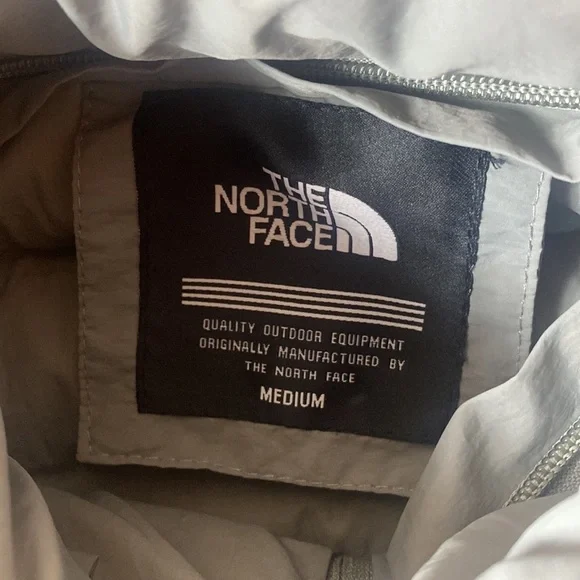 THE
NORTH
FACE
QUALITY OUTDOOR EQUIPMENT
ORIGINALLY MANUFACTURED BY
THE NORTH FACE
MEDIUM